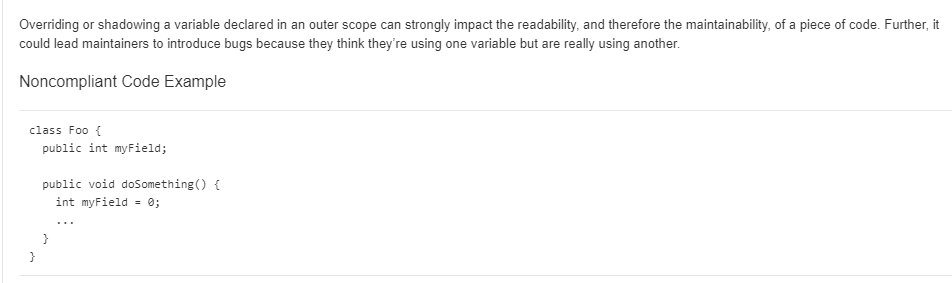 Overriding or shadowing a variable declared in an outer scope can strongly impact the readability, and therefore the maintainability, of a piece of code. Further, it
could lead maintainers to introduce bugs because they think they're using one variable but are really using another.
Noncompliant Code Example
class Foo {
  public int myField;
  public void doSomething() {
    int myField = 0;
    ...
  }
}